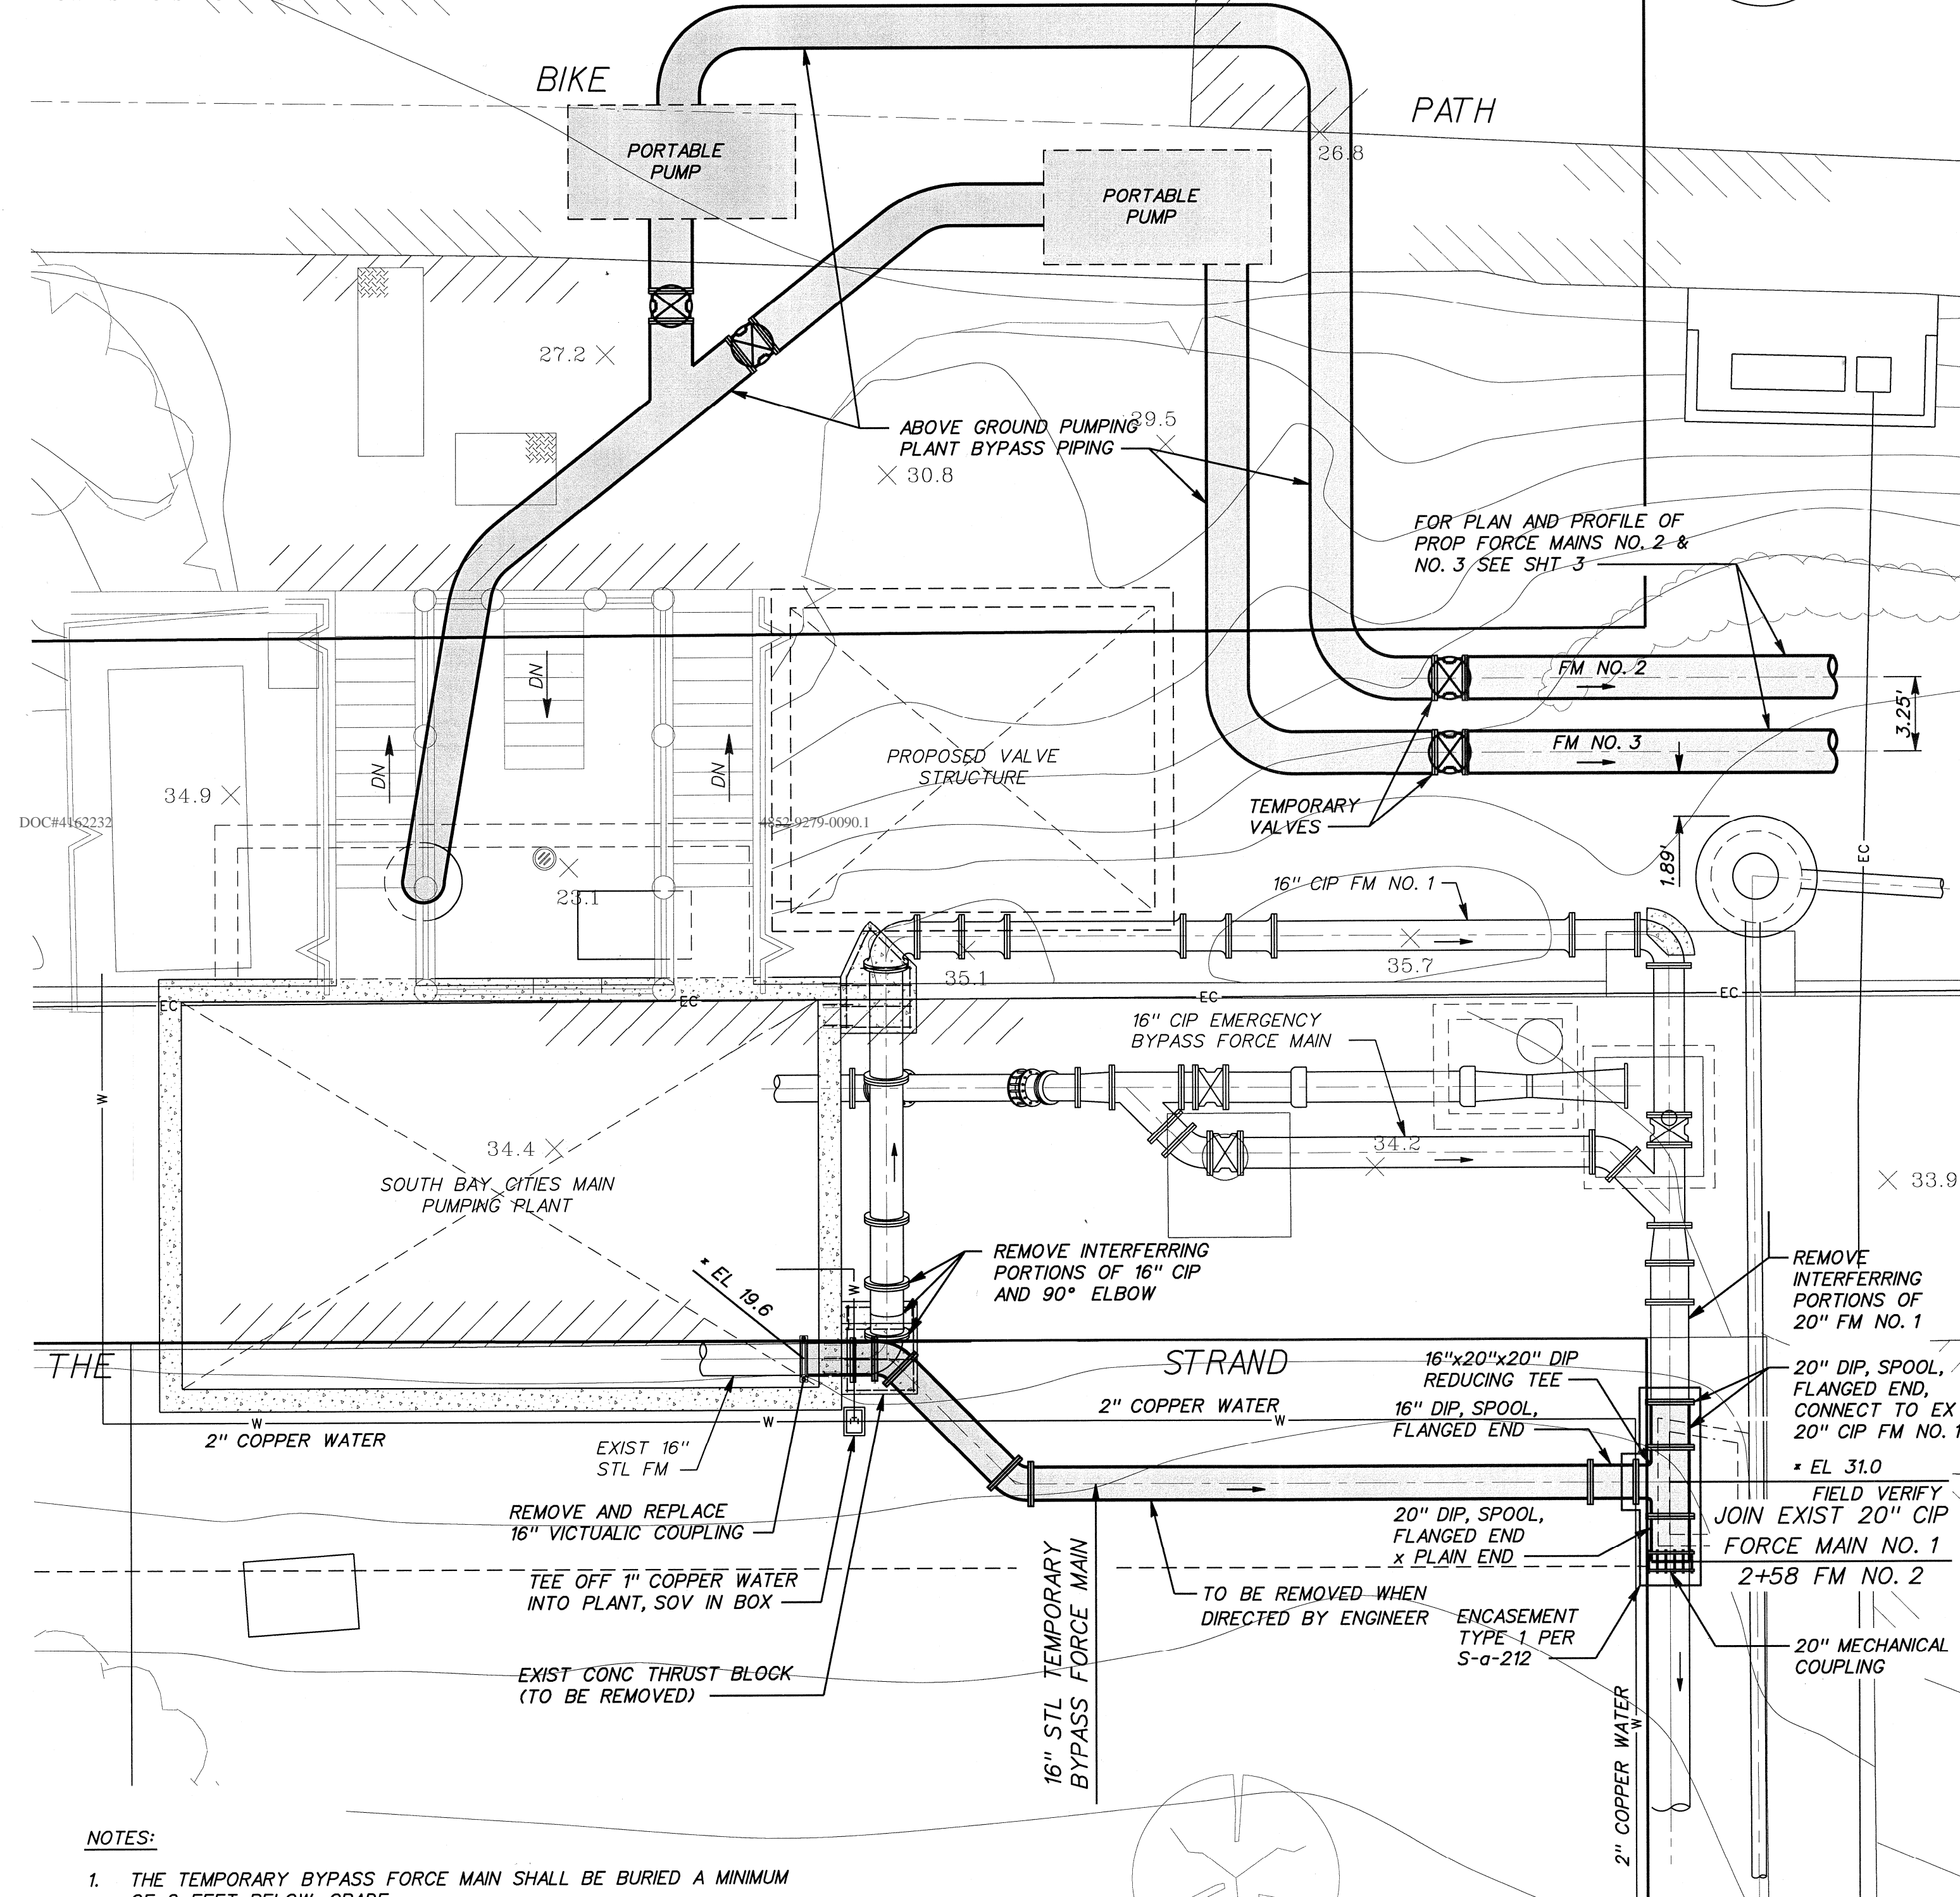 BIKE
PATH
PORTABLE
PUMP
PORTABLE
PUMP
26.8
27.2
ABOVE GROUND PUMPING
PLANT BYPASS PIPING
29.5
30.8
FOR PLAN AND PROFILE OF
PROP FORCE MAINS NO. 2 &
NO. 3 SEE SHT 3
FM NO. 2
FM NO. 3
3.25'
DN
DN
DN
PROPOSED VALVE
STRUCTURE
TEMPORARY
VALVES
34.9
DOC#4162232
4852-9279-0090.1
1.89'
EC
23.1
16" CIP FM NO. 1
35.1
35.7
EC
EC
EC
EC
16" CIP EMERGENCY
BYPASS FORCE MAIN
W
34.4
34.2
33.9
SOUTH BAY CITIES MAIN
PUMPING PLANT
REMOVE INTERFERRING
PORTIONS OF 16" CIP
AND 90° ELBOW
W
* EL 19.6
REMOVE
INTERFERRING
PORTIONS OF
20" FM NO. 1
THE
STRAND
16"x20"x20" DIP
REDUCING TEE
20" DIP, SPOOL,
FLANGED END,
CONNECT TO EX
20" CIP FM NO. 1
2" COPPER WATER
16" DIP, SPOOL,
FLANGED END
W
W
W
2" COPPER WATER
EXIST 16"
STL FM
* EL 31.0
FIELD VERIFY
REMOVE AND REPLACE
16" VICTUALIC COUPLING
20" DIP, SPOOL,
FLANGED END
x PLAIN END
JOIN EXIST 20" CIP
FORCE MAIN NO. 1
2+58 FM NO. 2
TEE OFF 1" COPPER WATER
INTO PLANT, SOV IN BOX
16" STL TEMPORARY
BYPASS FORCE MAIN
TO BE REMOVED WHEN
DIRECTED BY ENGINEER
ENCASEMENT
TYPE 1 PER
S-a-212
20" MECHANICAL
COUPLING
EXIST CONC THRUST BLOCK
(TO BE REMOVED)
2" COPPER WATER
W
NOTES:
1. THE TEMPORARY BYPASS FORCE MAIN SHALL BE BURIED A MINIMUM
FEET BELOW GRADE